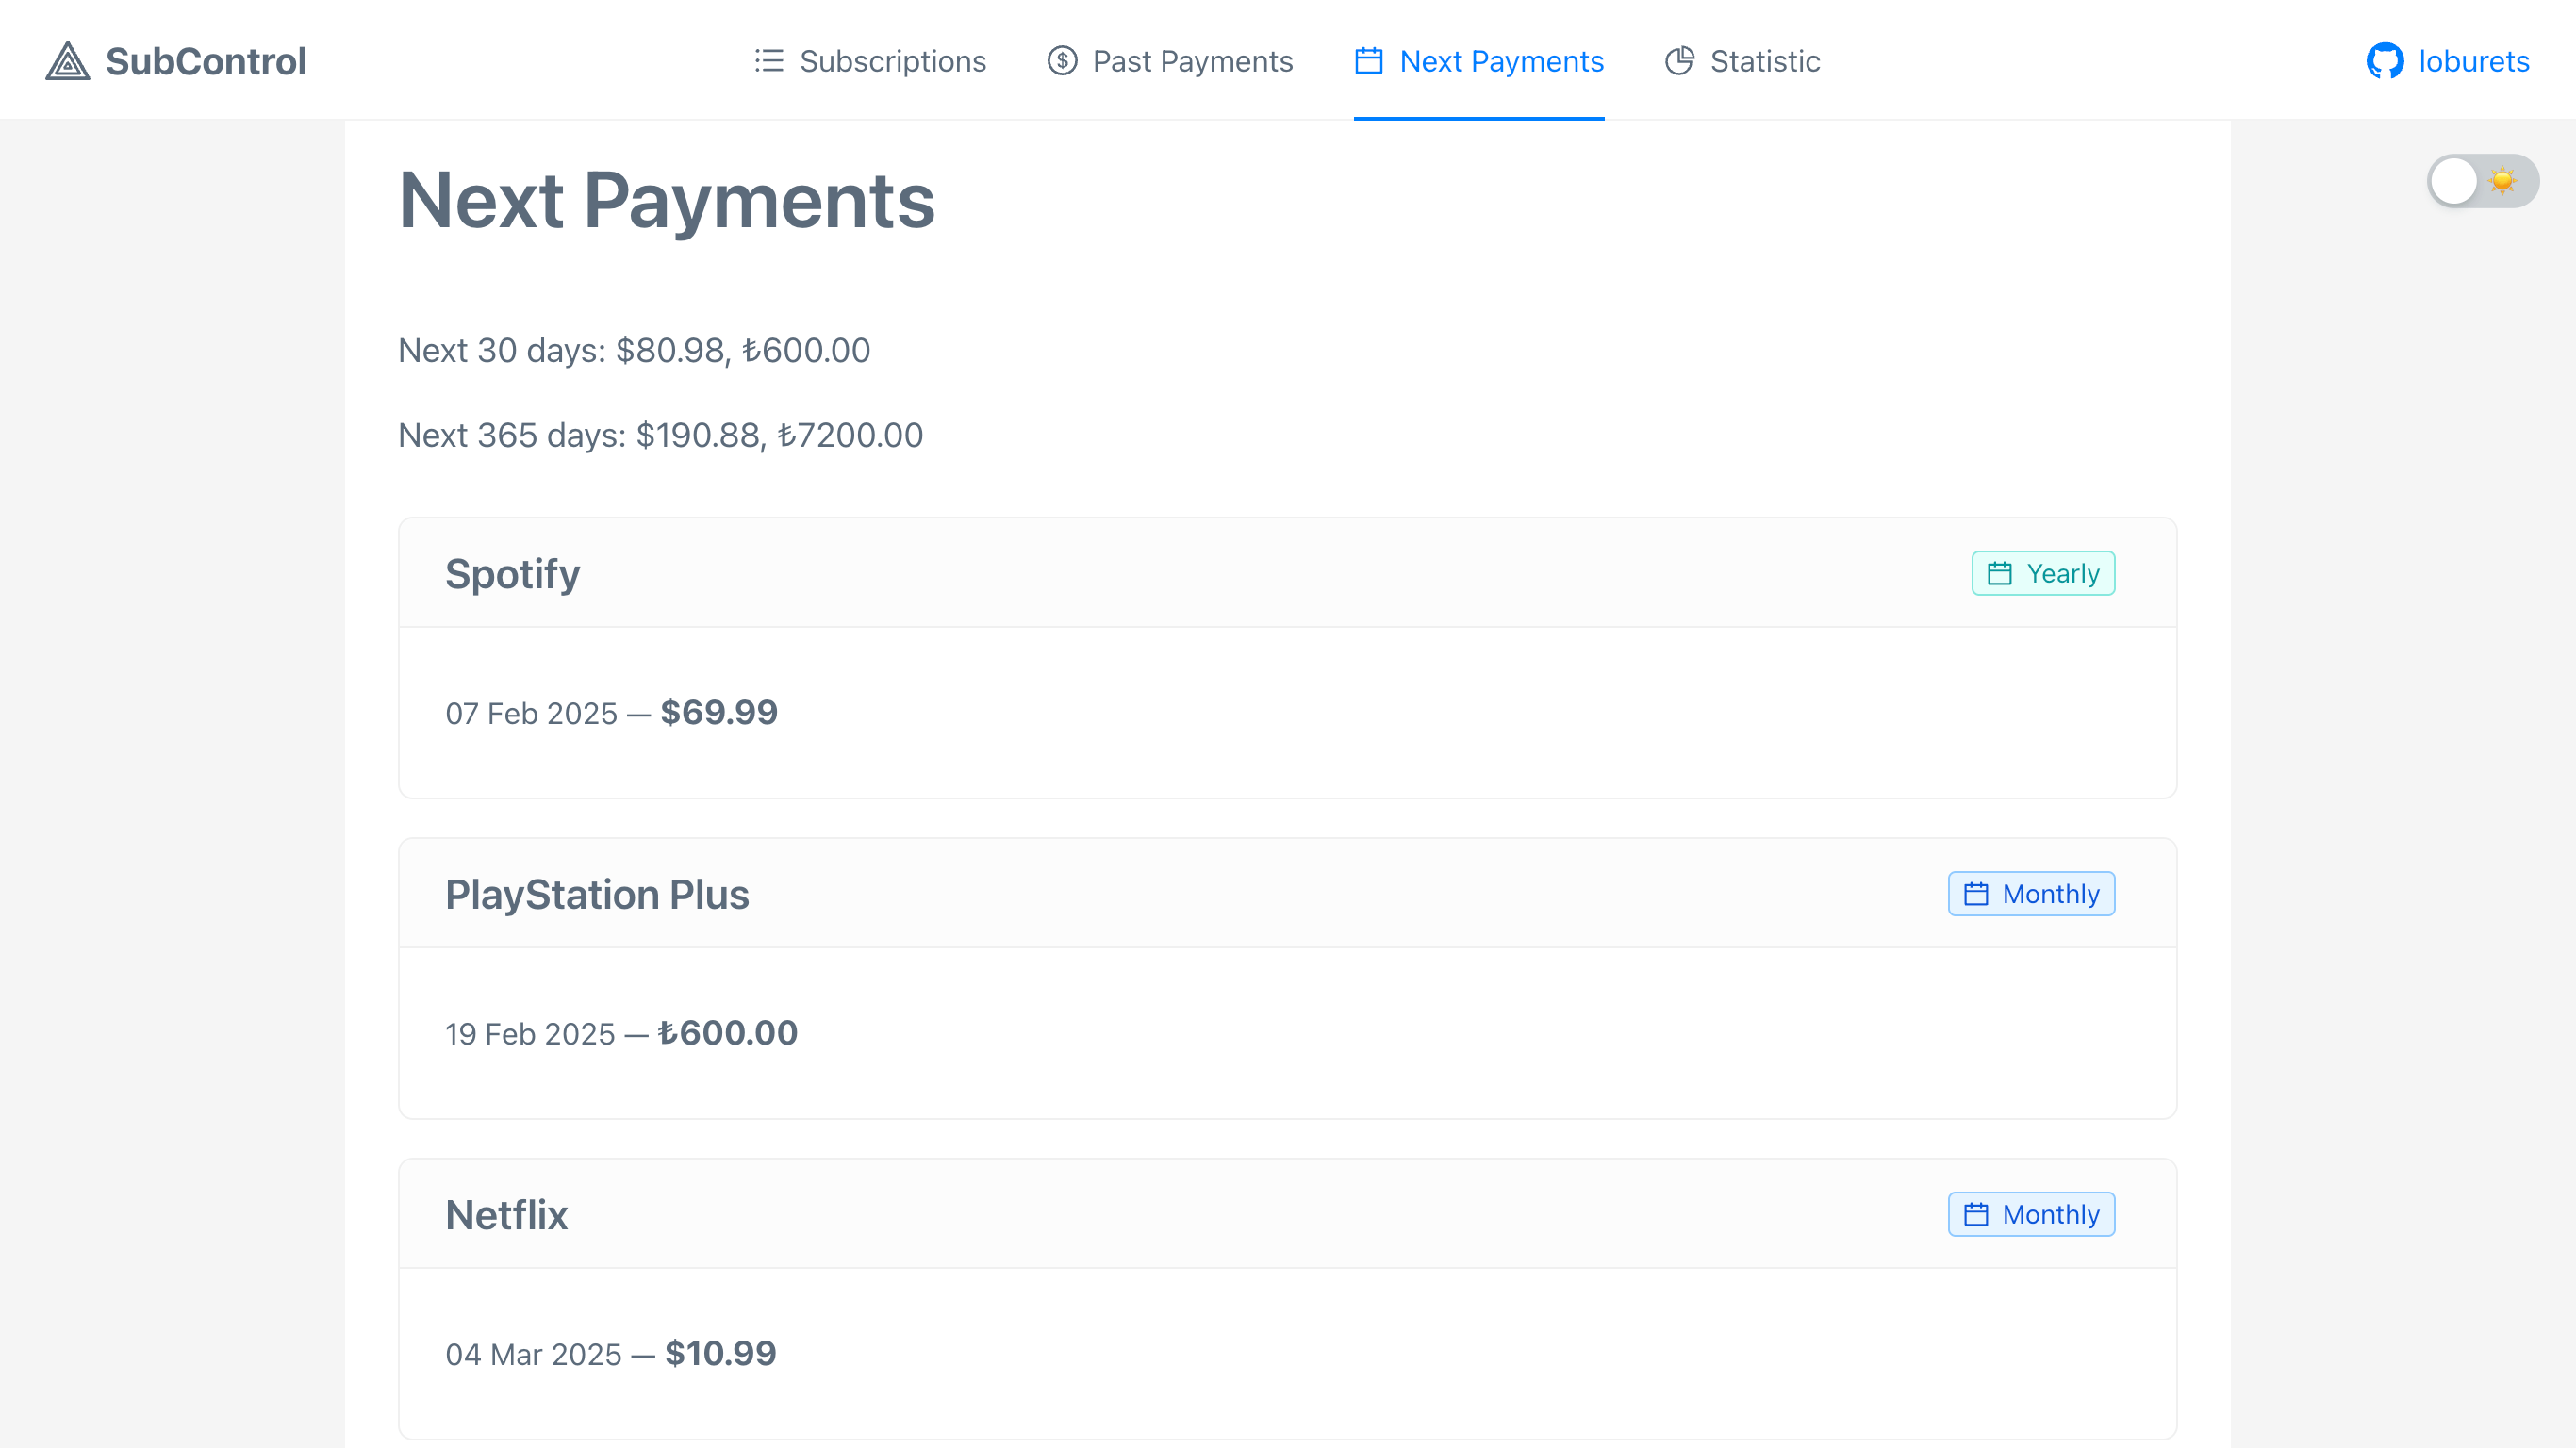 SubControl
Subscriptions
Past Payments
Next Payments
Statistic
loburets
Next Payments
Next 30 days: $80.98, ₺600.00
Next 365 days: $190.88, ₺7200.00
Spotify
Yearly
07 Feb 2025 — $69.99
PlayStation Plus
Monthly
19 Feb 2025 — ₺600.00
Netflix
Monthly
04 Mar 2025 — $10.99